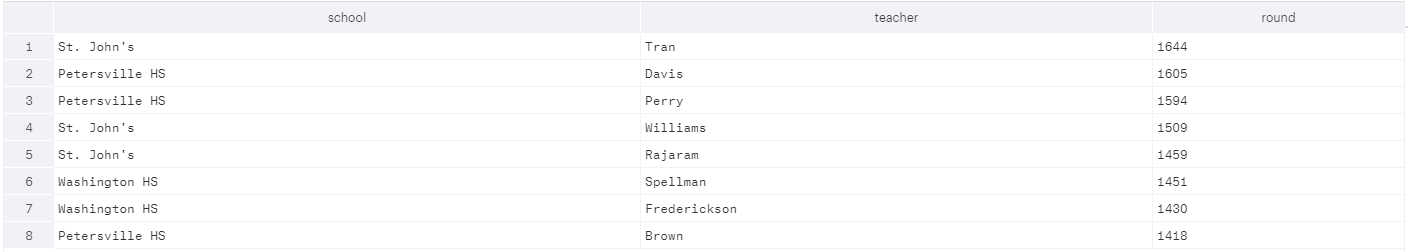 school teacher round
1 St. John's Tran 1644
2 Petersville HS Davis 1605
3 Petersville HS Perry 1594
4 St. John's Williams 1509
5 St. John's Rajaram 1459
6 Washington HS Spellman 1451
7 Washington HS Frederickson 1430
8 Petersville HS Brown 1418